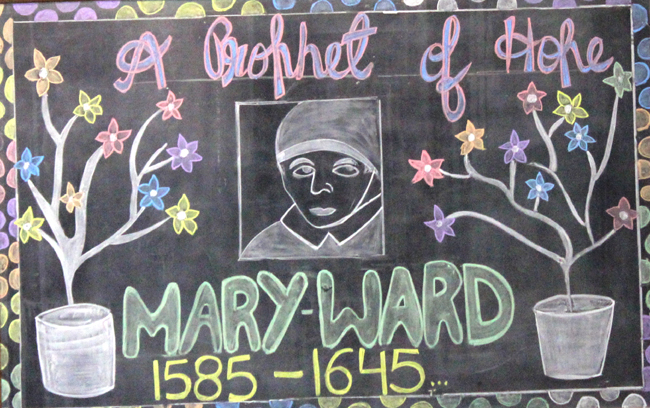 A Prophet of Hope
MARY-WARD
1585 - 1645...